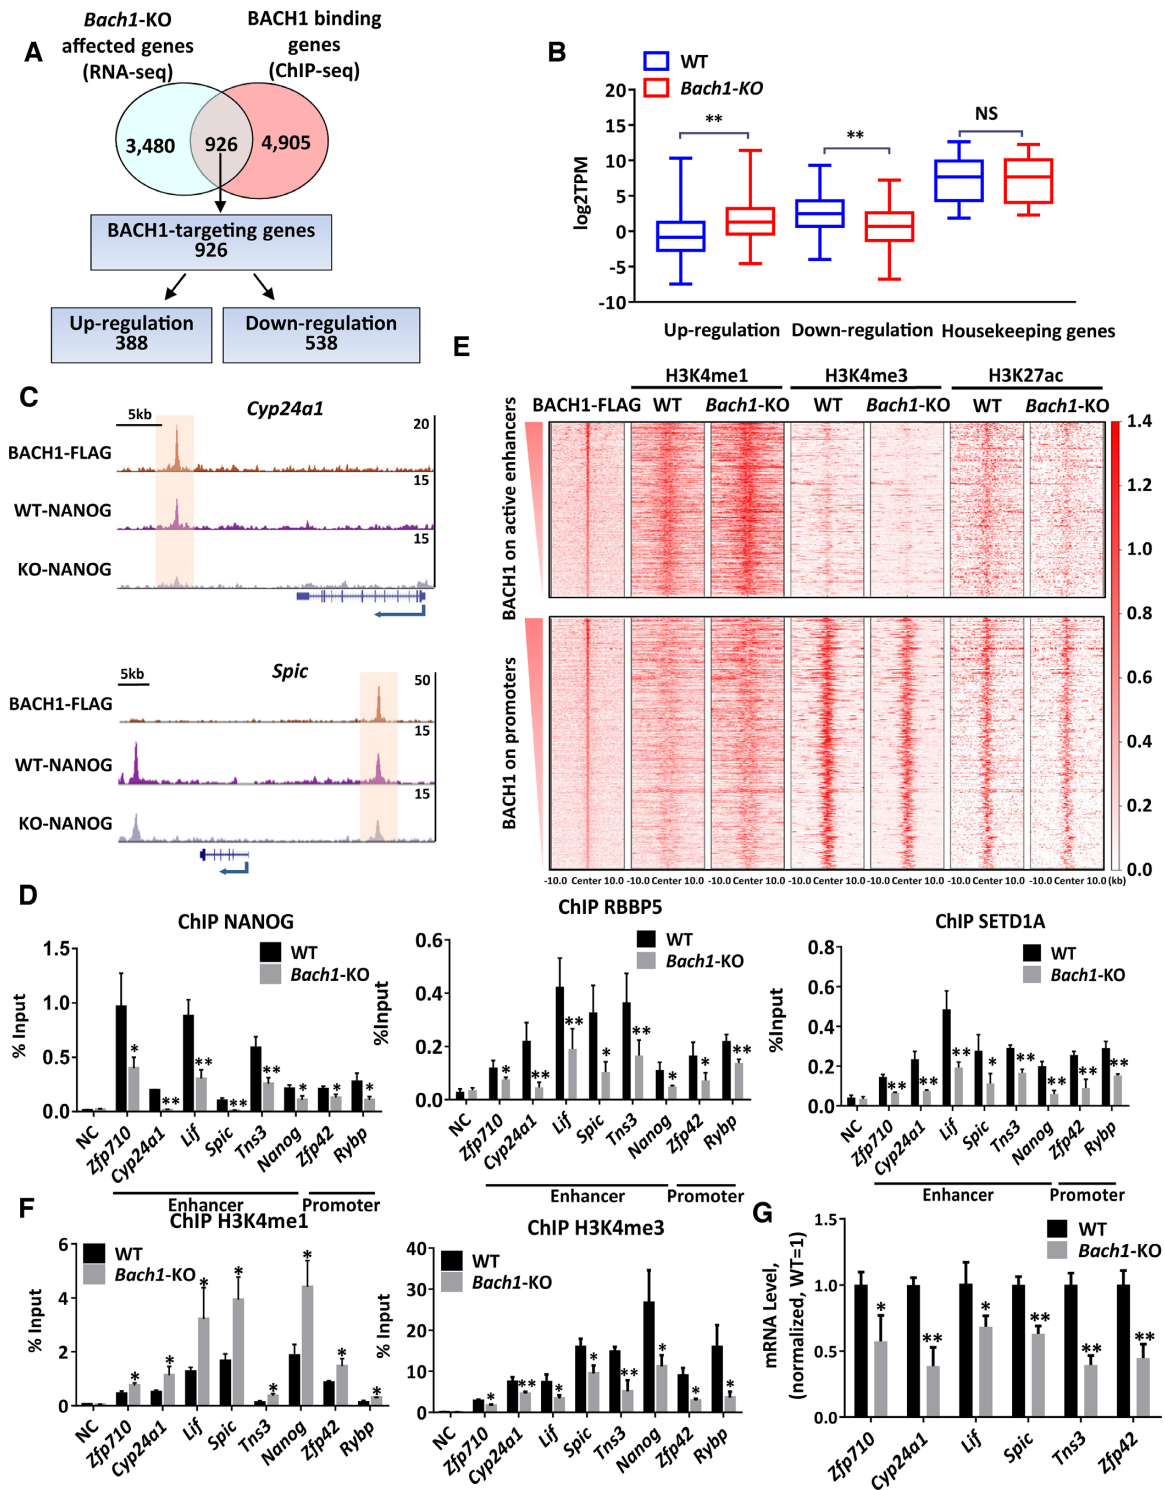 A
Bach1-KO
affected genes
(RNA-seq)
BACH1 binding
genes
(ChIP-seq)
3,480
926
4,905
BACH1-targeting genes
926
Up-regulation
388
Down-regulation
538
B
WT
Bach1-KO
log2TPM
20
15
10
5
0
-5
-10
**
**
NS
Up-regulation
Down-regulation
Housekeeping genes
C
5kb
Cyp24a1
BACH1-FLAG
20
WT-NANOG
15
KO-NANOG
15
5kb
Spic
BACH1-FLAG
50
WT-NANOG
15
KO-NANOG
15
E
H3K4me1
H3K4me3
H3K27ac
BACH1-FLAG
WT
Bach1-KO
WT
Bach1-KO
WT
Bach1-KO
BACH1 on active enhancers
BACH1 on promoters
1.4
1.2
1.0
0.8
0.6
0.4
0.2
0.0
-10.0 Center 10.0 -10.0 Center 10.0 -10.0 Center 10.0 -10.0 Center 10.0 -10.0 Center 10.0 -10.0 Center 10.0 -10.0 Center 10.0 (kb)
D
ChIP NANOG
WT
Bach1-KO
% Input
1.5
1.0
0.5
0.0
*
**
**
**
**
*
*
*
NC
Zfp710
Cyp24a1
Lif
Spic
Tns3
Nanog
Zfp42
Rybp
Enhancer
Promoter
ChIP RBBP5
WT
Bach1-KO
%Input
0.6
0.4
0.2
0.0
*
**
**
*
**
*
*
**
NC
Zfp710
Cyp24a1
Lif
Spic
Tns3
Nanog
Zfp42
Rybp
Enhancer
Promoter
ChIP SETD1A
WT
Bach1-KO
%Input
0.8
0.6
0.4
0.2
0.0
**
**
**
*
**
*
*
**
NC
Zfp710
Cyp24a1
Lif
Spic
Tns3
Nanog
Zfp42
Rybp
Enhancer
Promoter
F
ChIP H3K4me1
WT
Bach1-KO
% Input
6
4
2
0
*
*
*
*
*
*
*
*
NC
Zfp710
Cyp24a1
Lif
Spic
Tns3
Nanog
Zfp42
Rybp
ChIP H3K4me3
WT
Bach1-KO
% Input
40
30
20
10
0
*
**
*
*
**
*
*
*
NC
Zfp710
Cyp24a1
Lif
Spic
Tns3
Nanog
Zfp42
Rybp
G
WT
Bach1-KO
mRNA Level,
(normalized, WT=1)
1.5
1.0
0.5
0.0
*
**
*
**
**
**
Zfp710
Cyp24a1
Lif
Spic
Tns3
Zfp42